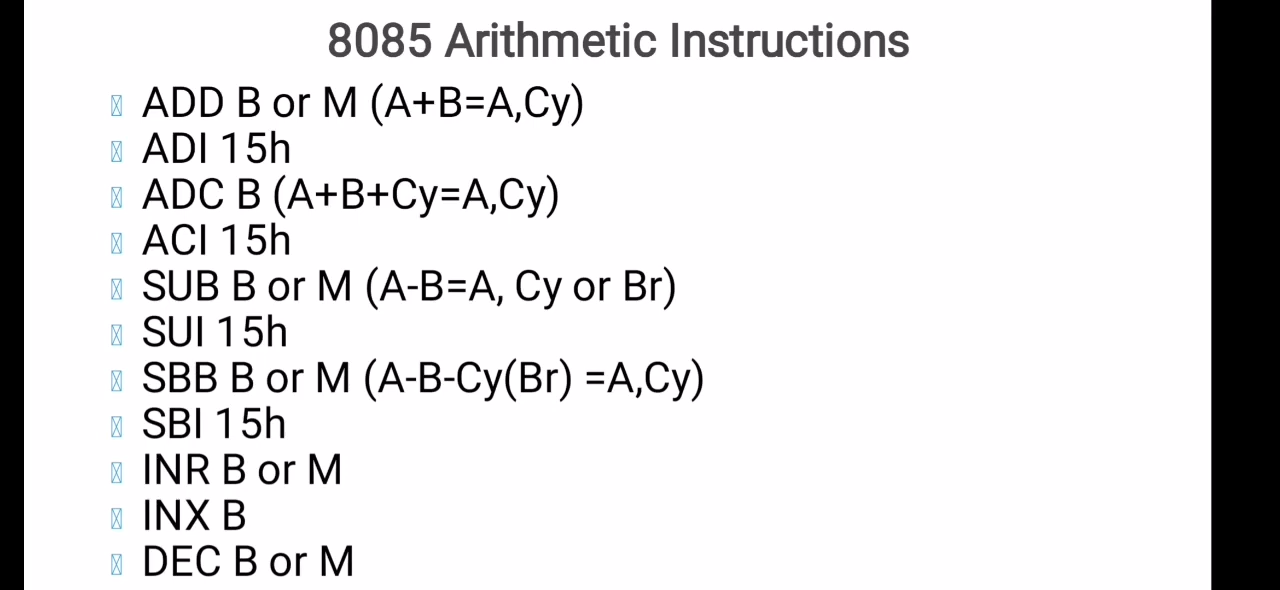 8085 Arithmetic Instructions
ADD B or M (A+B=A,Cy)
ADI 15h
ADC B (A+B+Cy=A,Cy)
ACI 15h
SUB B or M (A-B=A, Cy or Br)
SUI 15h
SBB B or M (A-B-Cy(Br) =A,Cy)
SBI 15h
INR B or M
INX B
DEC B or M